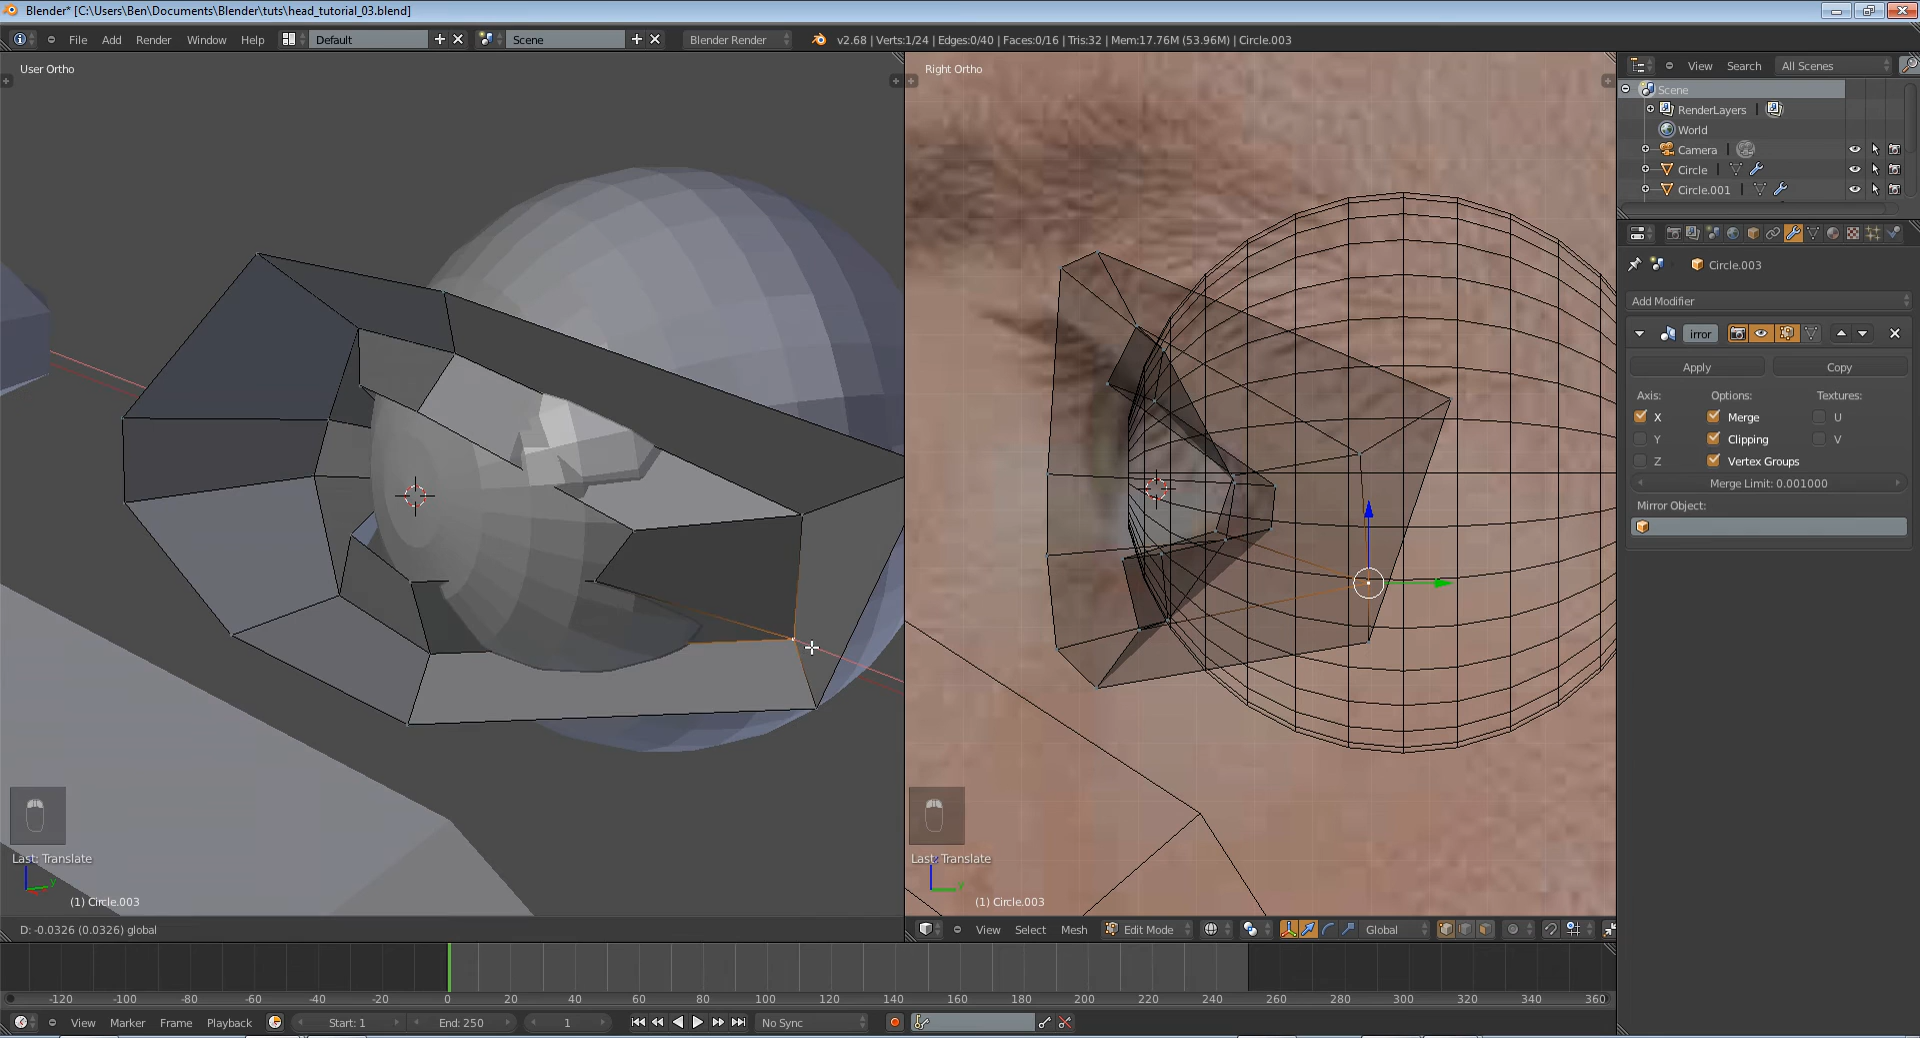 Blender* [C:\Users\Ben\Documents\Blender\tuts\head_tutorial_03.blend]
File Add Render Window Help Default Scene Blender Render v2.68 | Verts:1/24 | Edges:0/40 | Faces:0/16 | Tris:32 | Mem:17.76M (53.96M) | Circle.003
User Ortho
Right Ortho
View Search All Scenes
Scene
RenderLayers
World
Camera
Circle
Circle.001
Circle.003
Add Modifier
irror
Apply Copy
Axis: Options: Textures:
X Merge U
Y Clipping V
Z Vertex Groups
Merge Limit: 0.001000
Mirror Object:
Last: Translate
Last: Translate
y
y
(1) Circle.003
(1) Circle.003
D: -0.0326 (0.0326) global
View Select Mesh Edit Mode Global
-120 -100 -80 -60 -40 -20 0 20 40 60 80 100 120 140 160 180 200 220 240 260 280 300 320 340 360
View Marker Frame Playback Start: 1 End: 250 1 No Sync